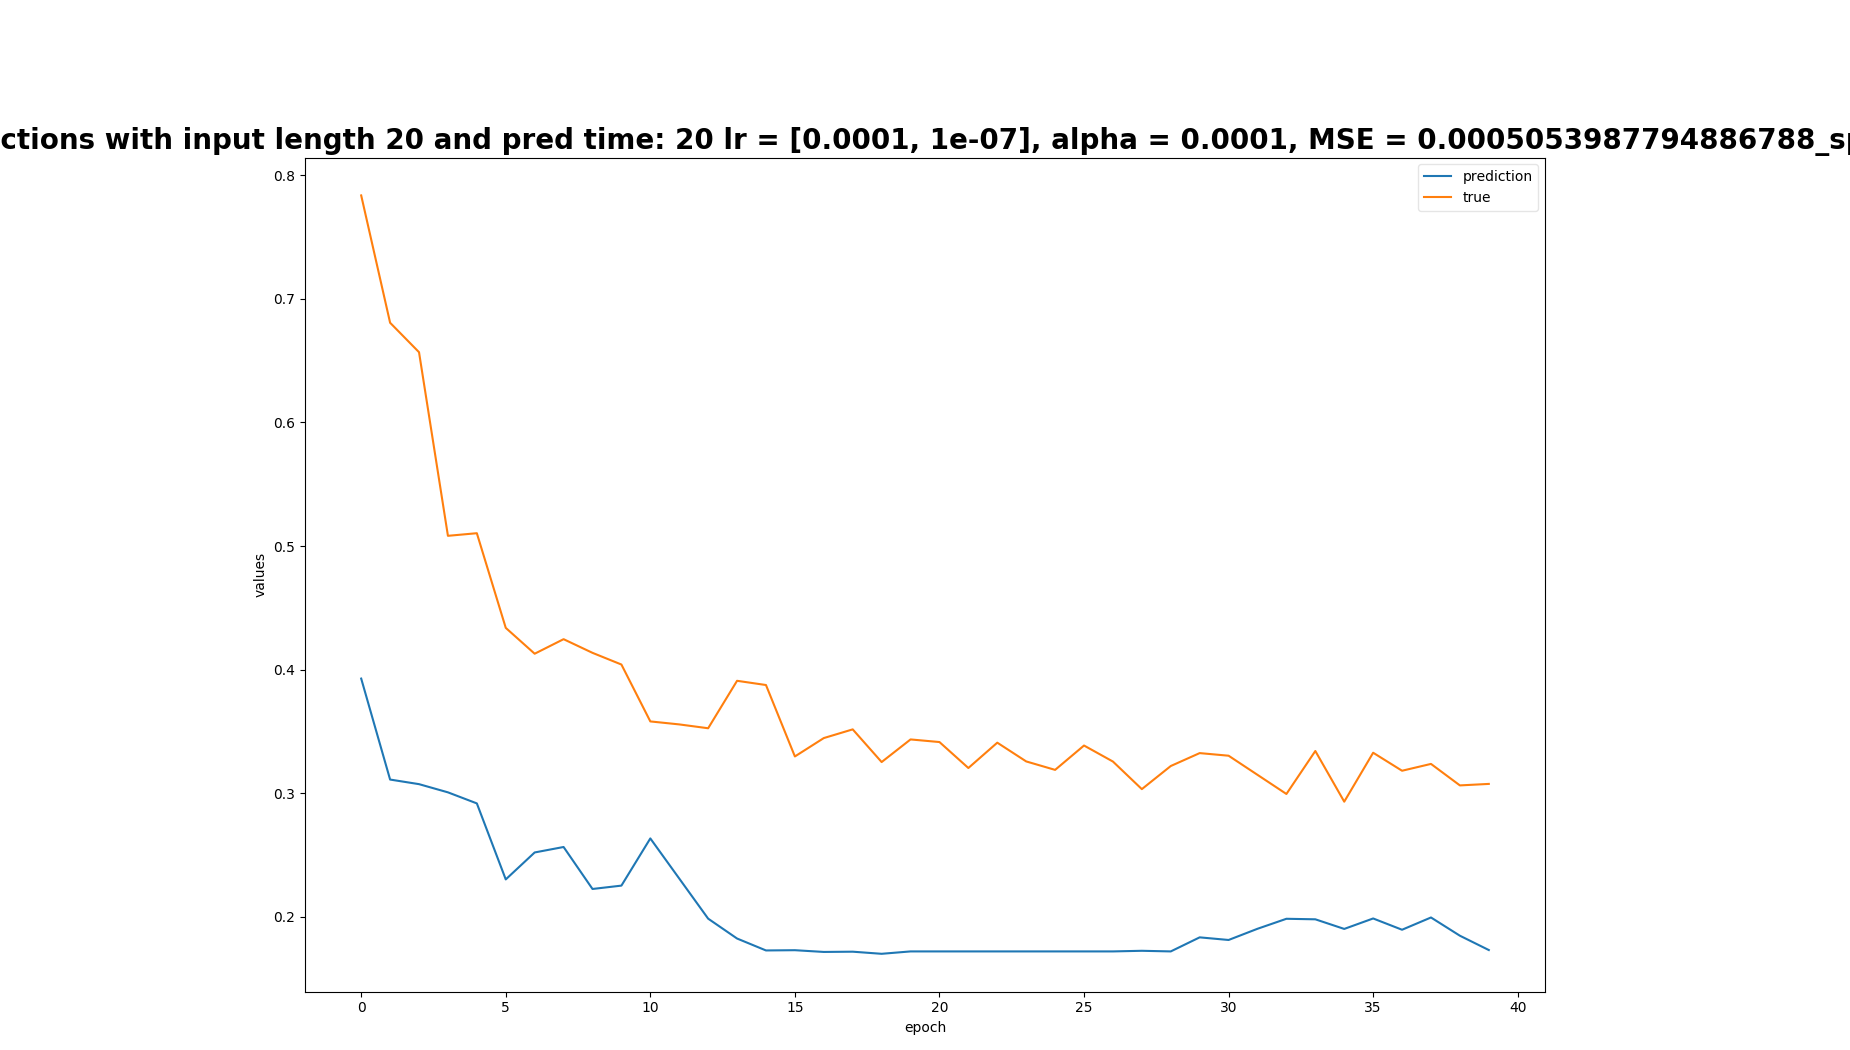 ctions with input length 20 and pred time: 20 lr = [0.0001, 1e-07], alpha = 0.0001, MSE = 0.0005053987794886788_s
prediction
true
0.8
0.7
0.6
0.5
0.4
0.3
0.2
values
0 5 10 15 20 25 30 35 40
epoch